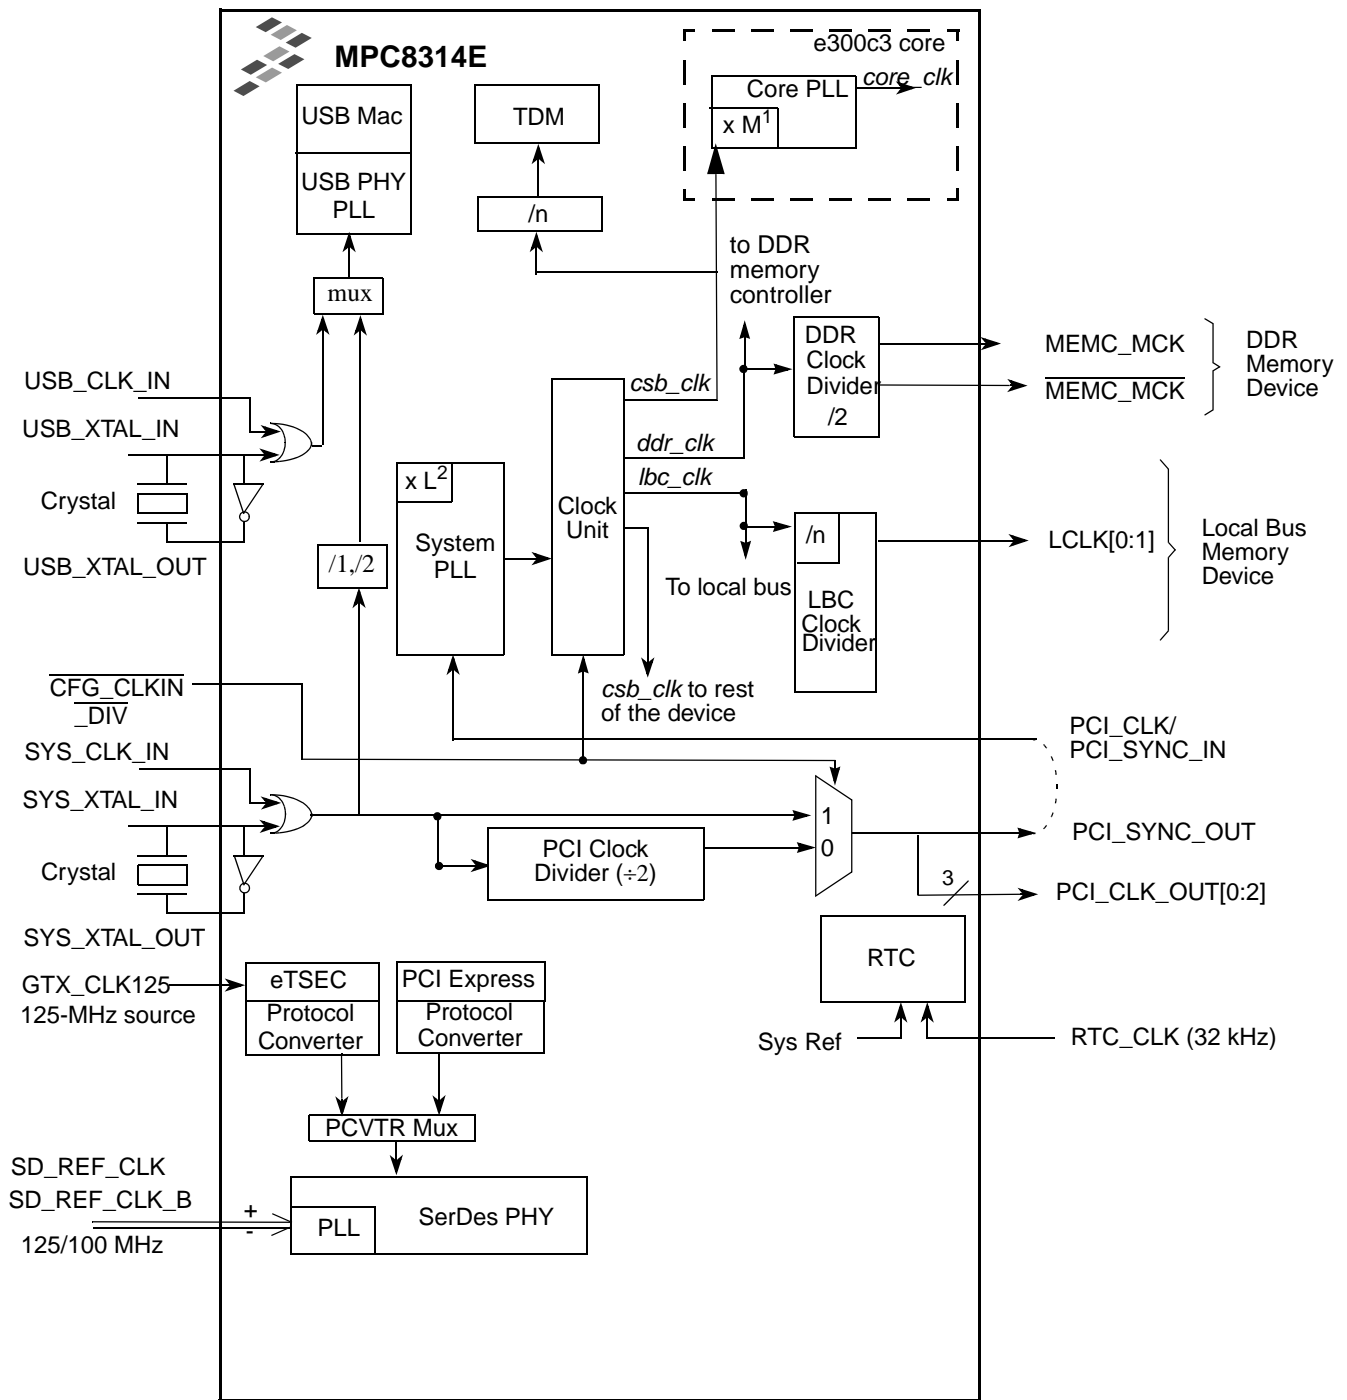 MPC8314E
e300c3 core
core_clk
Core PLL
x M1
USB Mac
USB PHY
PLL
TDM
/n
mux
to DDR
memory
controller
DDR
Clock
Divider
/2
MEMC_MCK
MEMC_MCK
DDR
Memory
Device
USB_CLK_IN
USB_XTAL_IN
Crystal
USB_XTAL_OUT
/1,/2
x L2
System
PLL
Clock
Unit
csb_clk
ddr_clk
lbc_clk
/n
LBC
Clock
Divider
To local bus
LCLK[0:1]
Local Bus
Memory
Device
csb_clk to rest
of the device
CFG_CLKIN
_DIV
SYS_CLK_IN
SYS_XTAL_IN
Crystal
SYS_XTAL_OUT
PCI_CLK/
PCI_SYNC_IN
1
0
PCI Clock
Divider (÷2)
PCI_SYNC_OUT
3
PCI_CLK_OUT[0:2]
RTC
Sys Ref
RTC_CLK (32 kHz)
GTX_CLK125
125-MHz source
eTSEC
Protocol
Converter
PCI Express
Protocol
Converter
PCVTR Mux
SD_REF_CLK
SD_REF_CLK_B
125/100 MHz
+
-
PLL
SerDes PHY